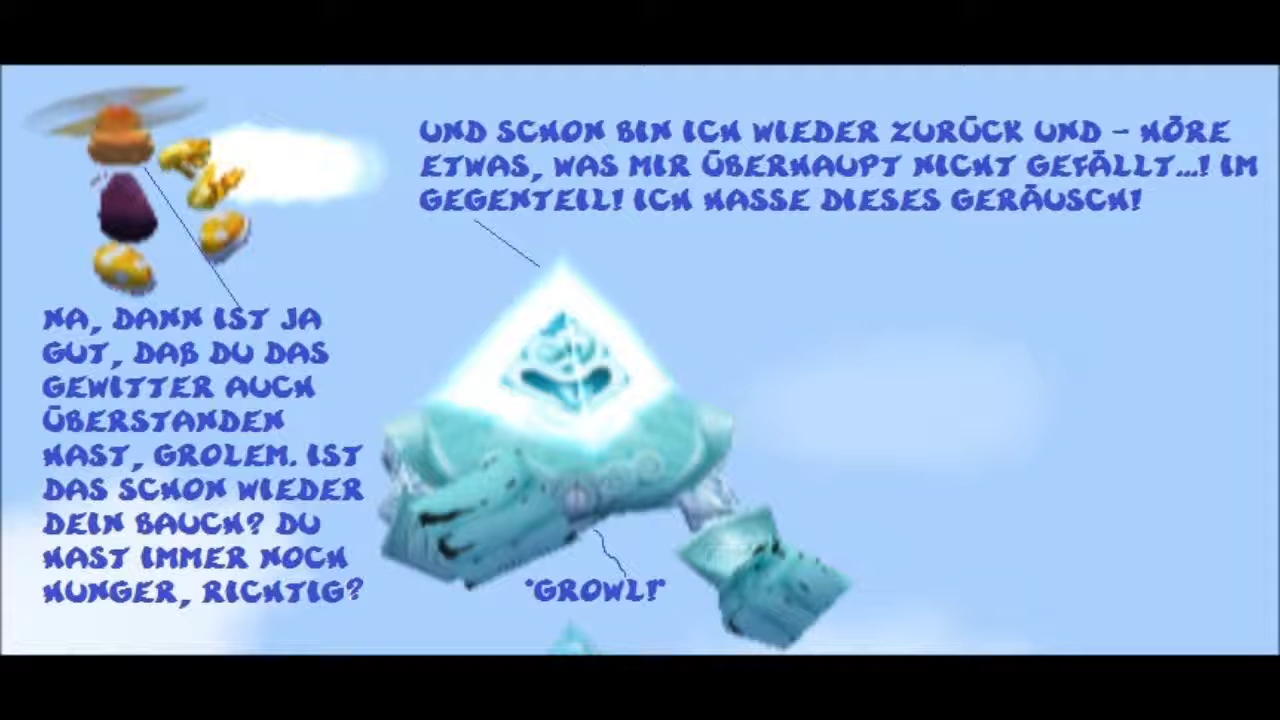 UND SCHON BIN ICH WIEDER ZURÜCK UND – HÖRE
ETWAS, WAS MIR ÜBERHAUPT NICHT GEFÄLLT...! IM
GEGENTEIL! ICH HASSE DIESES GERÄUSCH!
NA, DANN IST JA
GUT, DAß DU DAS
GEWITTER AUCH
ÜBERSTANDEN
HAST, GROLEM. IST
DAS SCHON WIEDER
DEIN BAUCH? DU
HAST IMMER NOCH
HUNGER, RICHTIG?
*GROWL!*